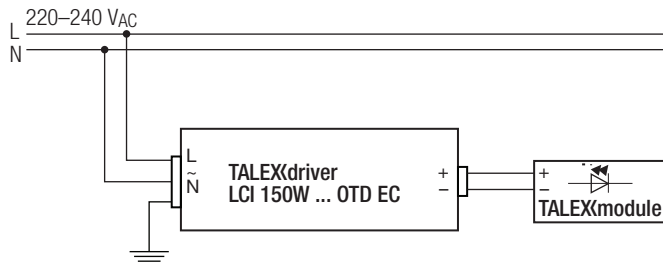 220–240 VAC
L
N
L
~
N
TALEXXdriver
LCI 150W ... OTD EC
+
−
+
−
TALEXXmodule